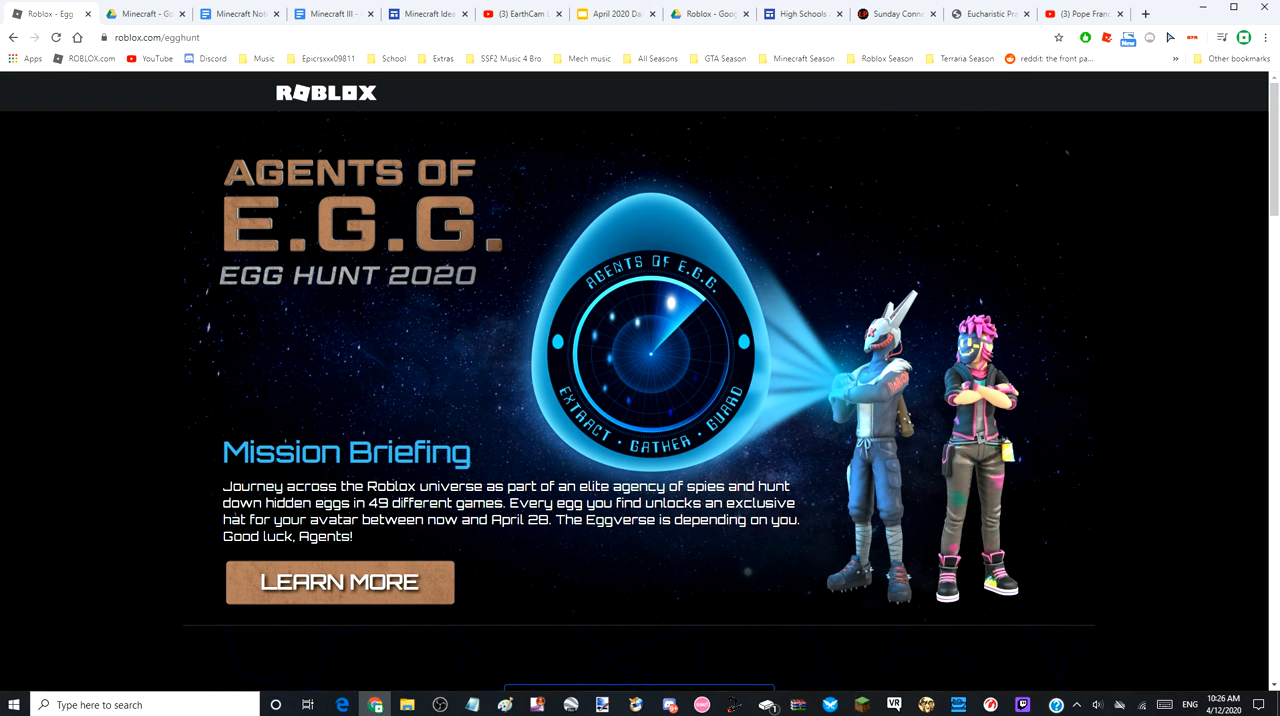 Roblox - Egg
Minecraft - Go
Minecraft Not
Minecraft III -
Minecraft Idea
(3) EarthCam L
April 2020 Dai
Roblox - Goog
High Schools
Sunday Conne
Eucharistic Pra
(3) Pope Franc
roblox.com/egghunt
New
Apps
ROBLOX.com
YouTube
Discord
Music
Epicrsxxx09811
School
Extras
SSF2 Music 4 Bro
Mech music
All Seasons
GTA Season
Minecraft Season
Roblox Season
Terraria Season
reddit: the front pa...
»
Other bookmarks
ROBLOX
AGENTS OF
E.G.G.
EGG HUNT 2020
AGENTS OF E.G.G.
EXTRACT • GATHER • GUARD
Mission Briefing
Journey across the Roblox universe as part of an elite agency of spies and hunt
down hidden eggs in 49 different games. Every egg you find unlocks an exclusive
hat for your avatar between now and April 28. The Eggverse is depending on you.
Good luck, Agents!
LEARN MORE
Type here to search
ENG
10:26 AM
4/12/2020